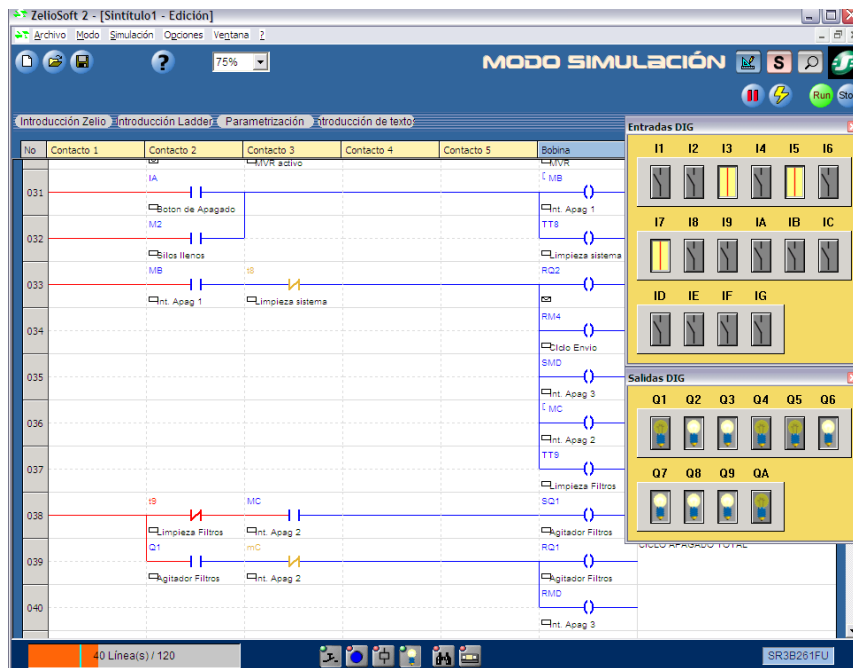 ZelioSoft 2 - [Sintítulo1 - Edición]
Archivo Modo Simulación Opciones Ventana ?
75%
MODO SIMULACIÓN
S
Run
Sto
Introducción Zelio
ntroducción Ladder
Parametrización
ntroducción de textos
No Contacto 1 Contacto 2 Contacto 3 Contacto 4 Contacto 5 Bobina
MVR activo MVR
IA MB
031
Boton de Apagado Int. Apag 1
M2 TT8
032
Silos llenos Limpieza sistema
MB t8 RQ2
033
Int. Apag 1 Limpieza sistema
RM4
034
Ciclo Envio
SMD
035
Int. Apag 3
MC
036
Int. Apag 2
TT9
037
Limpieza Filtros
t9 MC SQ1
038
Limpieza Filtros Int. Apag 2 Agitador Filtros
Q1 mC RQ1 CICLO APAGADO TOTAL
039
Agitador Filtros Int. Apag 2 Agitador Filtros
RMD
040
Int. Apag 3
Entradas DIG
I1 I2 I3 I4 I5 I6
I7 I8 I9 IA IB IC
ID IE IF IG
Salidas DIG
Q1 Q2 Q3 Q4 Q5 Q6
Q7 Q8 Q9 QA
40 Línea(s) / 120
SR3B261FU